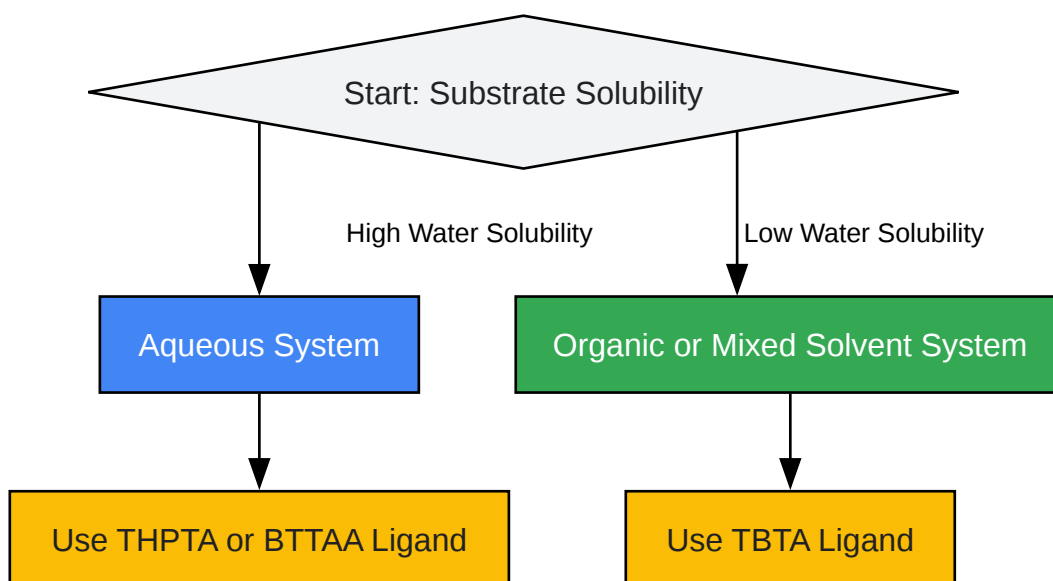 Start: Substrate Solubility
High Water Solubility
Low Water Solubility
Aqueous System
Organic or Mixed Solvent System
Use THPTA or BTTAA Ligand
Use TBTA Ligand